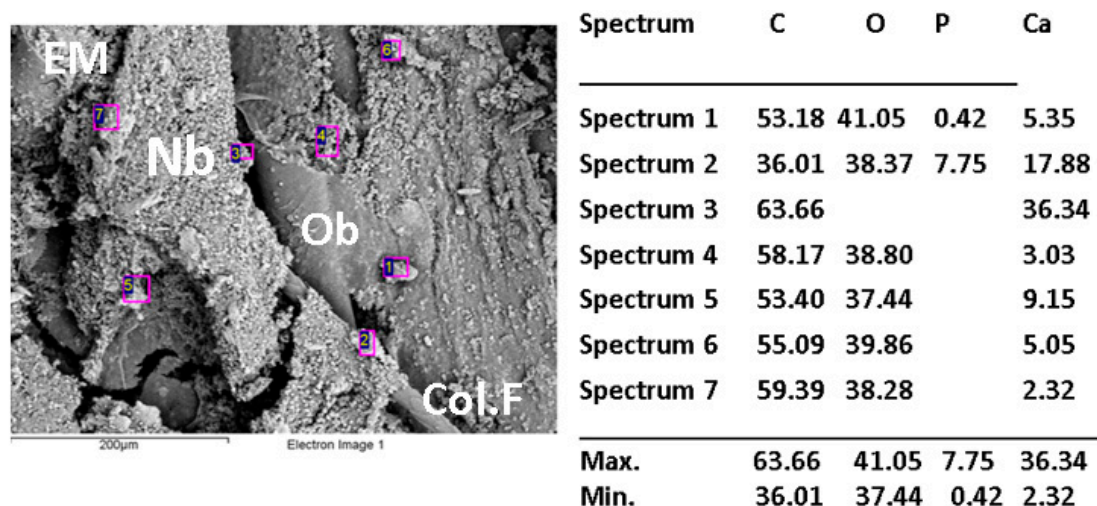 EM
6
7
4
Nb
3
Ob
1
5
2
Col.F
200µm
Electron Image 1
Spectrum C O P Ca
Spectrum 1 53.18 41.05 0.42 5.35
Spectrum 2 36.01 38.37 7.75 17.88
Spectrum 3 63.66 36.34
Spectrum 4 58.17 38.80 3.03
Spectrum 5 53.40 37.44 9.15
Spectrum 6 55.09 39.86 5.05
Spectrum 7 59.39 38.28 2.32
Max. 63.66 41.05 7.75 36.34
Min. 36.01 37.44 0.42 2.32